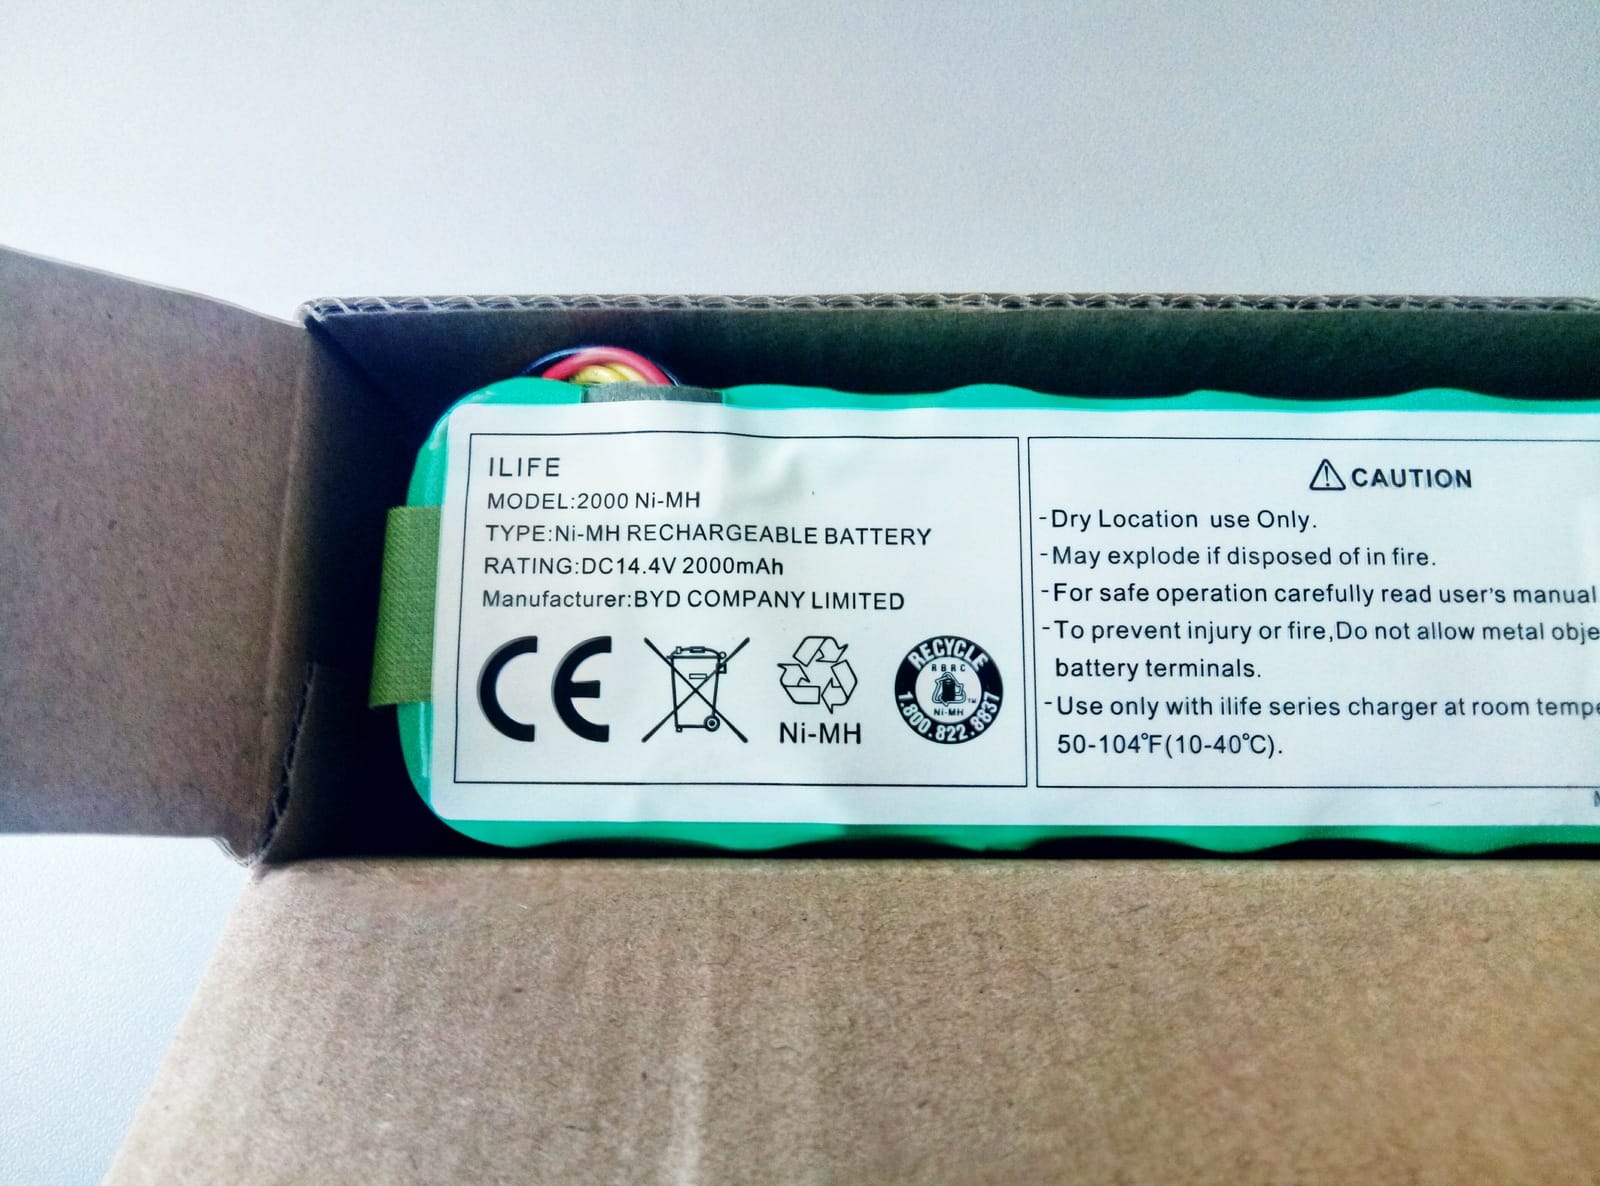 ILIFE
MODEL:2000 Ni-MH
TYPE:Ni-MH RECHARGEABLE BATTERY
RATING:DC14.4V 2000mAh
Manufacturer:BYD COMPANY LIMITED
CE
Ni-MH
RECYCLE
RBRC
Ni-MH
TM
1.800.822.8837
CAUTION
-Dry Location use Only.
-May explode if disposed of in fire.
-For safe operation carefully read user's manual
-To prevent injury or fire,Do not allow metal
battery terminals.
-Use only with ilife series charger at room
50-104°F(10-40°C).